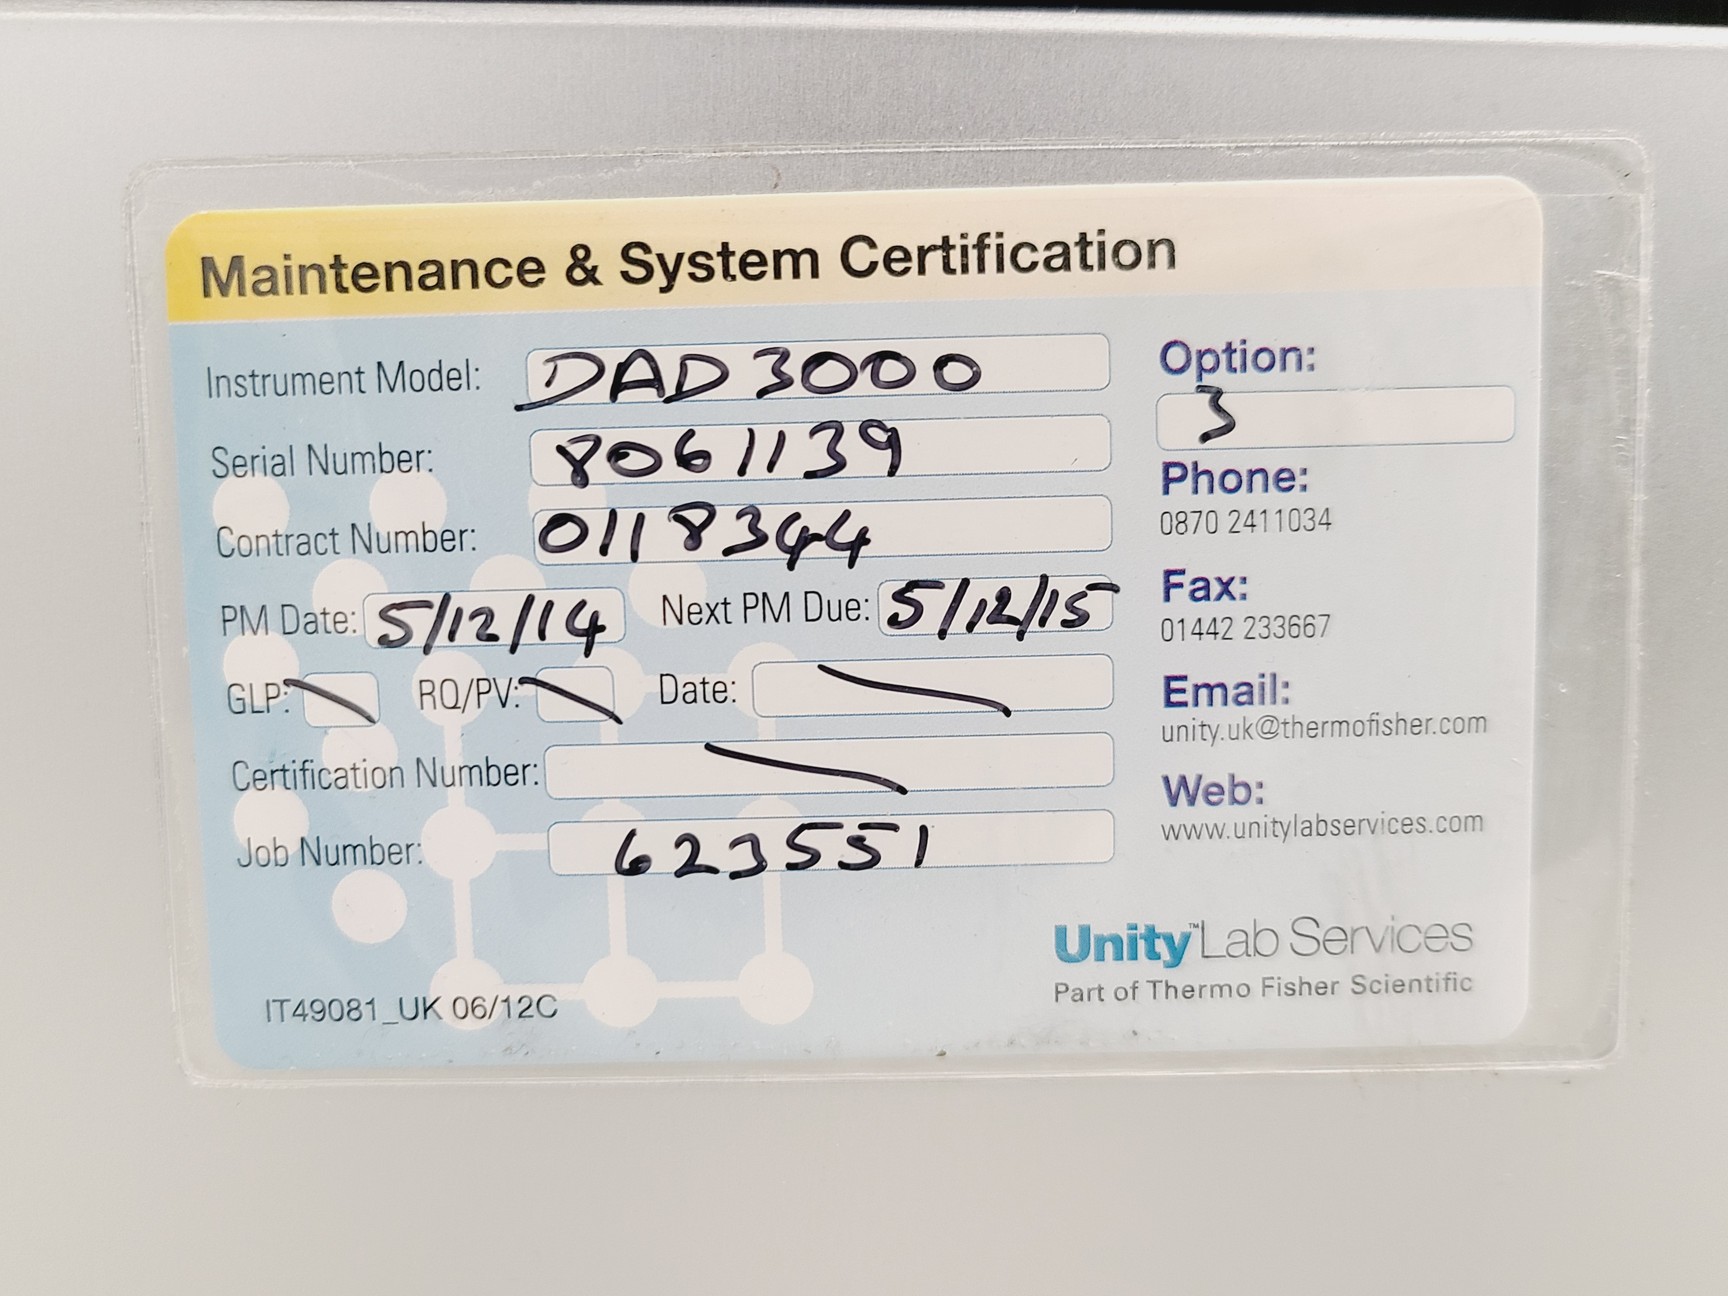 Maintenance & System Certification
Instrument Model: DAD 3000
Serial Number: 8061139
Contract Number: 0118344
PM Date: 5/12/14 Next PM Due: 5/12/15
GLP: RQ/PV: Date:
Certification Number:
Job Number: 623551
IT49081_UK 06/12C
Option:
3
Phone:
0870 2411034
Fax:
01442 233667
Email:
unity.uk@thermofisher.com
Web:
www.unitylabservices.com
Unity™ Lab Services
Part of Thermo Fisher Scientific